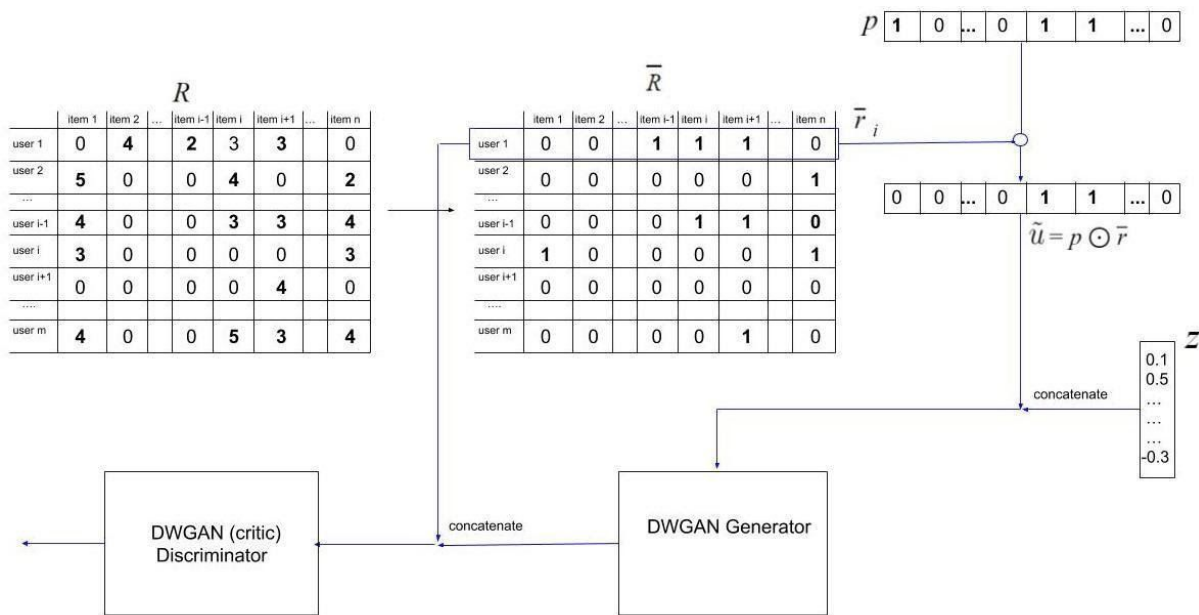 p 1 0 ... 0 1 1 ... 0
R
item 1 item 2 ... item i-1 item i item i+1 ... item n
user 1 0 4 2 3 3 0
user 2 5 0 0 4 0 2
...
user i-1 4 0 0 3 3 4
user i 3 0 0 0 0 3
user i+1 0 0 0 0 4 0
....
user m 4 0 0 5 3 4
R̅
item 1 item 2 ... item i-1 item i item i+1 ... item n
user 1 0 0 1 1 1 0
user 2 0 0 0 0 0 1
...
user i-1 0 0 0 1 1 0
user i 1 0 0 0 0 1
user i+1 0 0 0 0 0 0
....
user m 0 0 0 0 1 0
r̅ i
0 0 ... 0 1 1 ... 0
ũ = p ⊙ r̅
z
0.1
0.5
...
...
...
-0.3
concatenate
DWGAN Generator
concatenate
DWGAN (critic)
Discriminator